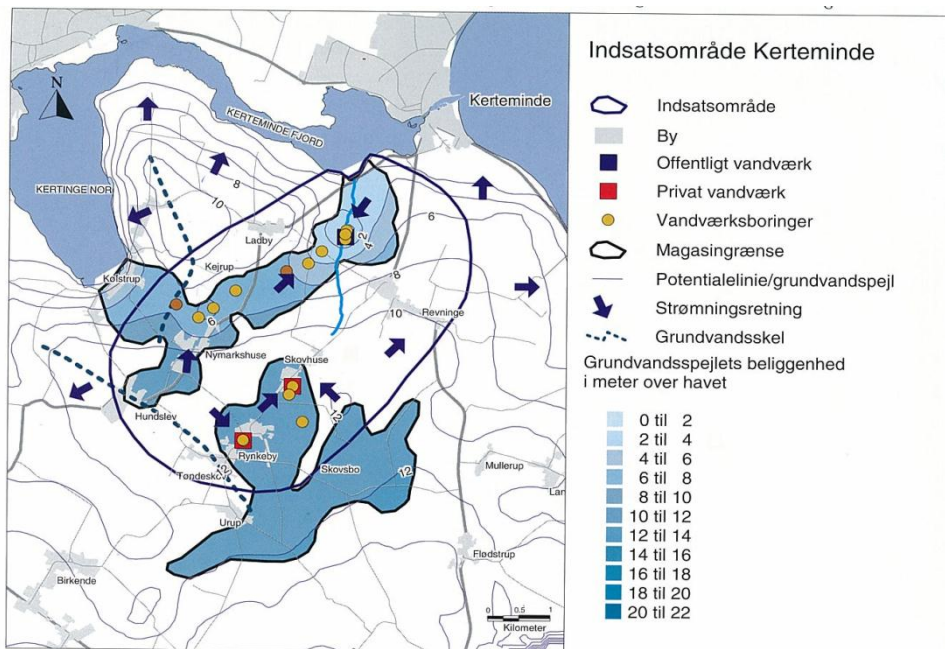 N
KERTEMINDE FJORD
Kerteminde
KERTINGE NOR
8
10
Ladby
2
4
6
Kølstrup
Kejrup
8
6
10
Revninge
Nymarkshuse
Skovhuse
Hundslev
12
Rynkeby
Tøndeskov
12
Skovsbo
12
Mullerup
Urup
Birkende
Flødstrup
0 0.5 1
Kilometer
Indsatsområde Kerteminde
Indsatsområde
By
Offentligt vandværk
Privat vandværk
Vandværksboringer
Magasingrænse
Potentialelinie/grundvandspejl
Strømningsretning
Grundvandsskel
Grundvandsspejlets beliggenhed
i meter over havet
0 til 2
2 til 4
4 til 6
6 til 8
8 til 10
10 til 12
12 til 14
14 til 16
16 til 18
18 til 20
20 til 22